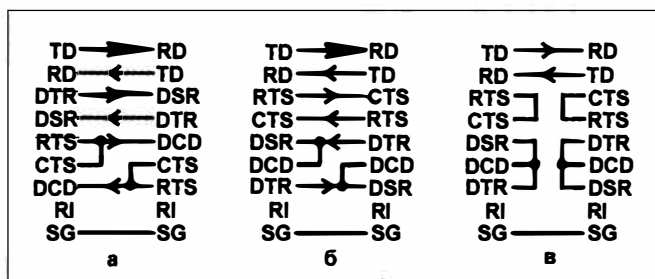 TD RD TD RD TD RD
RD TD RD TD RD TD
DTR DSR RTS CTS RTS CTS
DSR DTR CTS RTS CTS RTS
RTS DCD DSR DTR DSR DTR
CTS CTS DCD DCD DCD DCD
DCD RTS DTR DSR DTR DSR
RI RI RI RI RI RI
SG SG SG SG SG SG
а б в